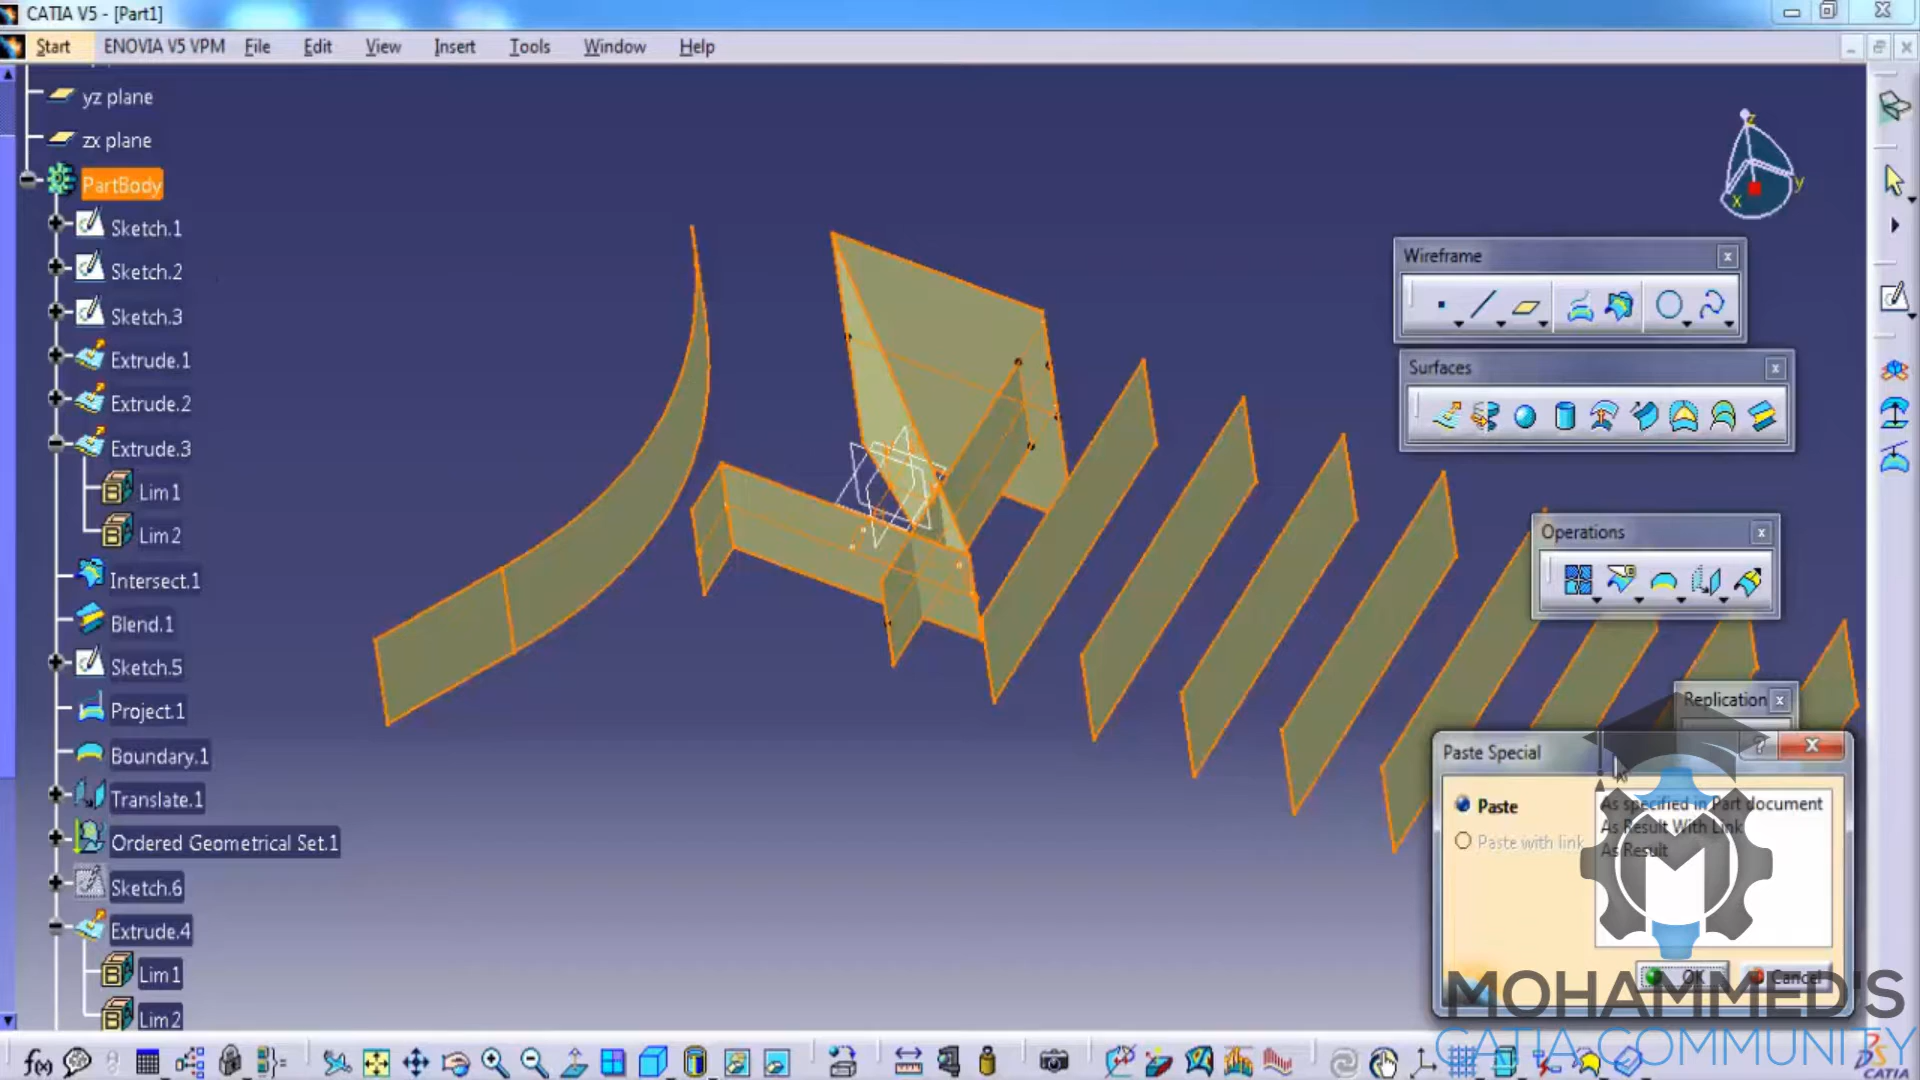 CATIA V5 - [Part1]
Start ENOVIA V5 VPM File Edit View Insert Tools Window Help
yz plane
zx plane
PartBody
Sketch.1
Sketch.2
Sketch.3
Extrude.1
Extrude.2
Extrude.3
Lim1
Lim2
Intersect.1
Blend.1
Sketch.5
Project.1
Boundary.1
Translate.1
Ordered Geometrical Set.1
Sketch.6
Extrude.4
Lim1
Lim2
z
y
x
Wireframe
Surfaces
Operations
Replication
Paste Special
Paste
Paste with link
As specified in Part document
As Result With Link
As Result
OK Cancel
MOHAMMED'S
CATIA COMMUNITY
f(x)
CATIA